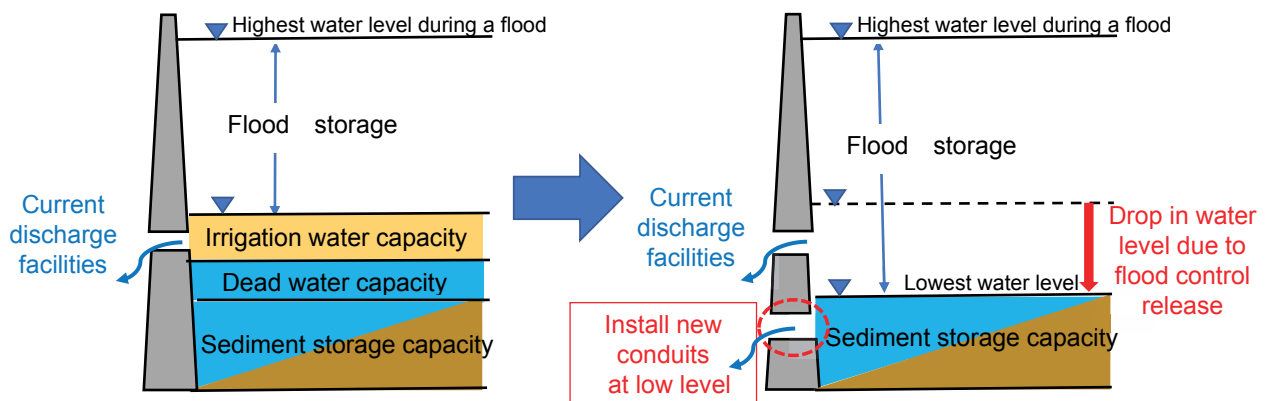 Highest water level during a flood
Flood storage
Current
discharge
facilities
Irrigation water capacity
Dead water capacity
Sediment storage capacity
Highest water level during a flood
Flood storage
Current
discharge
facilities
Drop in water
level due to
flood control
release
Lowest water level
Install new
conduits
at low level
Sediment storage capacity